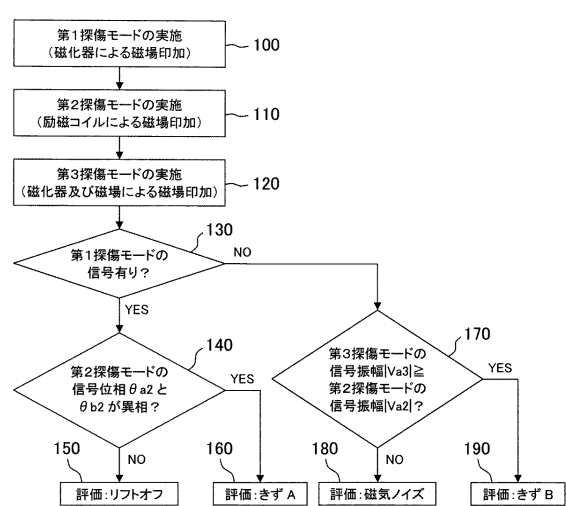 第1探傷モードの実施
(磁化器による磁場印加)
100
第2探傷モードの実施
(励磁コイルによる磁場印加)
110
第3探傷モードの実施
(磁化器及び磁場による磁場印加)
120
130
第1探傷モードの
信号有り?
NO
YES
140
第2探傷モードの
信号位相θa2と
θb2が異相?
YES
NO
170
第3探傷モードの
信号振幅|Va3|≧
第2探傷モードの
信号振幅|Va2|?
YES
NO
150
評価:リフトオフ
160
評価:きずA
180
評価:磁気ノイズ
190
評価:きずB